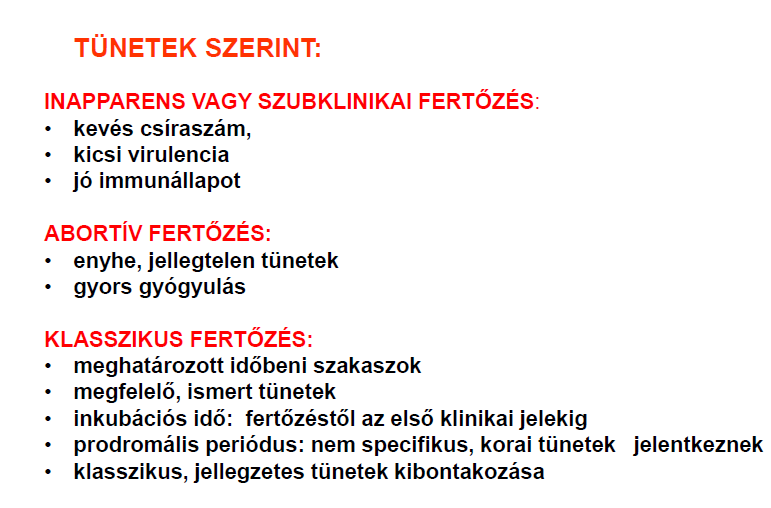 TÜNETEK SZERINT:
INAPPARENS VAGY SZUBKLINIKAI FERTŐZÉS:
• kevés csíraszám,
• kicsi virulencia
• jó immunállapot
ABORTÍV FERTŐZÉS:
• enyhe, jellegtelen tünetek
• gyors gyógyulás
KLASSZIKUS FERTŐZÉS:
• meghatározott időbeni szakaszok
• megfelelő, ismert tünetek
• inkubációs idő: fertőzéstől az első klinikai jelekig
• prodromális periódus: nem specifikus, korai tünetek jelentkeznek
• klasszikus, jellegzetes tünetek kibontakozása